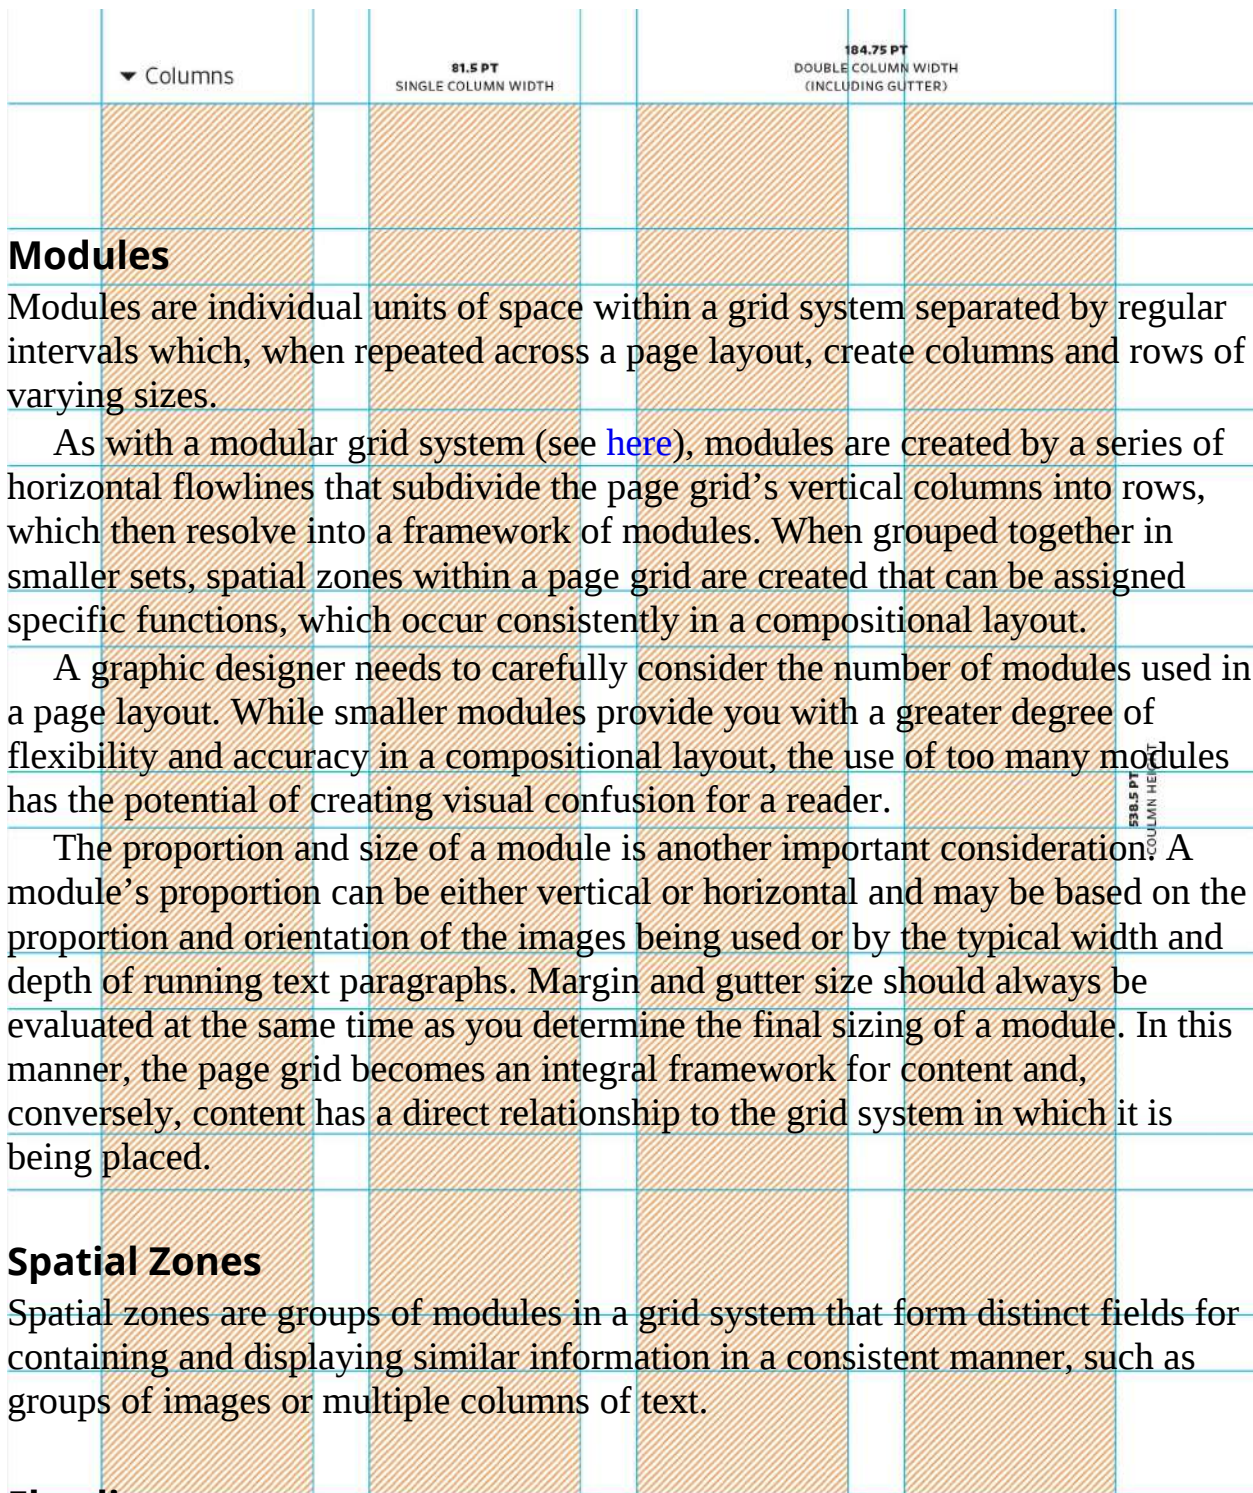 ▼ Columns
81.5 PT
SINGLE COLUMN WIDTH
184.75 PT
DOUBLE COLUMN WIDTH
(INCLUDING GUTTER)
Modules
Modules are individual units of space within a grid system separated by regular
intervals which, when repeated across a page layout, create columns and rows of
varying sizes.
As with a modular grid system (see here), modules are created by a series of
horizontal flowlines that subdivide the page grid’s vertical columns into rows,
which then resolve into a framework of modules. When grouped together in
smaller sets, spatial zones within a page grid are created that can be assigned
specific functions, which occur consistently in a compositional layout.
A graphic designer needs to carefully consider the number of modules used in
a page layout. While smaller modules provide you with a greater degree of
flexibility and accuracy in a compositional layout, the use of too many modules
has the potential of creating visual confusion for a reader.
538.5 PT
COULMN HEIGHT
The proportion and size of a module is another important consideration. A
module’s proportion can be either vertical or horizontal and may be based on the
proportion and orientation of the images being used or by the typical width and
depth of running text paragraphs. Margin and gutter size should always be
evaluated at the same time as you determine the final sizing of a module. In this
manner, the page grid becomes an integral framework for content and,
conversely, content has a direct relationship to the grid system in which it is
being placed.
Spatial Zones
Spatial zones are groups of modules in a grid system that form distinct fields for
containing and displaying similar information in a consistent manner, such as
groups of images or multiple columns of text.